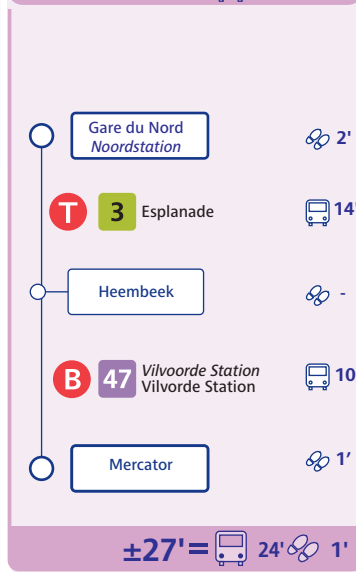 Gare du Nord
Noordstation
2'
T 3 Esplanade
14'
Heembeek
-
B 47 Vilvoorde Station
Vilvorde Station
10
Mercator
1’
±27'= 24' 1'